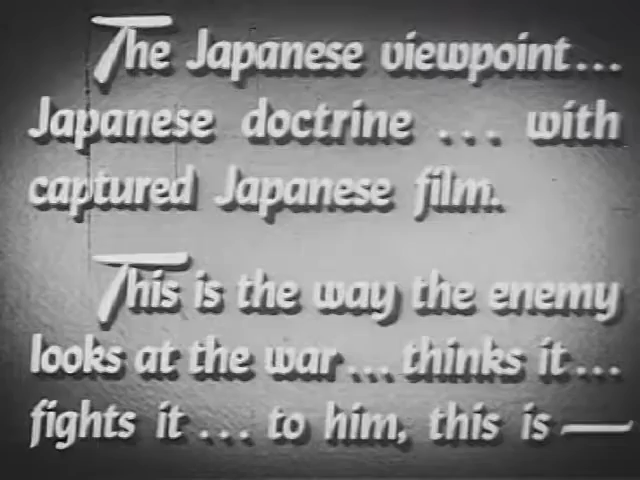 The Japanese viewpoint...
Japanese doctrine ... with
captured Japanese film.
This is the way the enemy
looks at the war... thinks it...
fights it ... to him, this is —